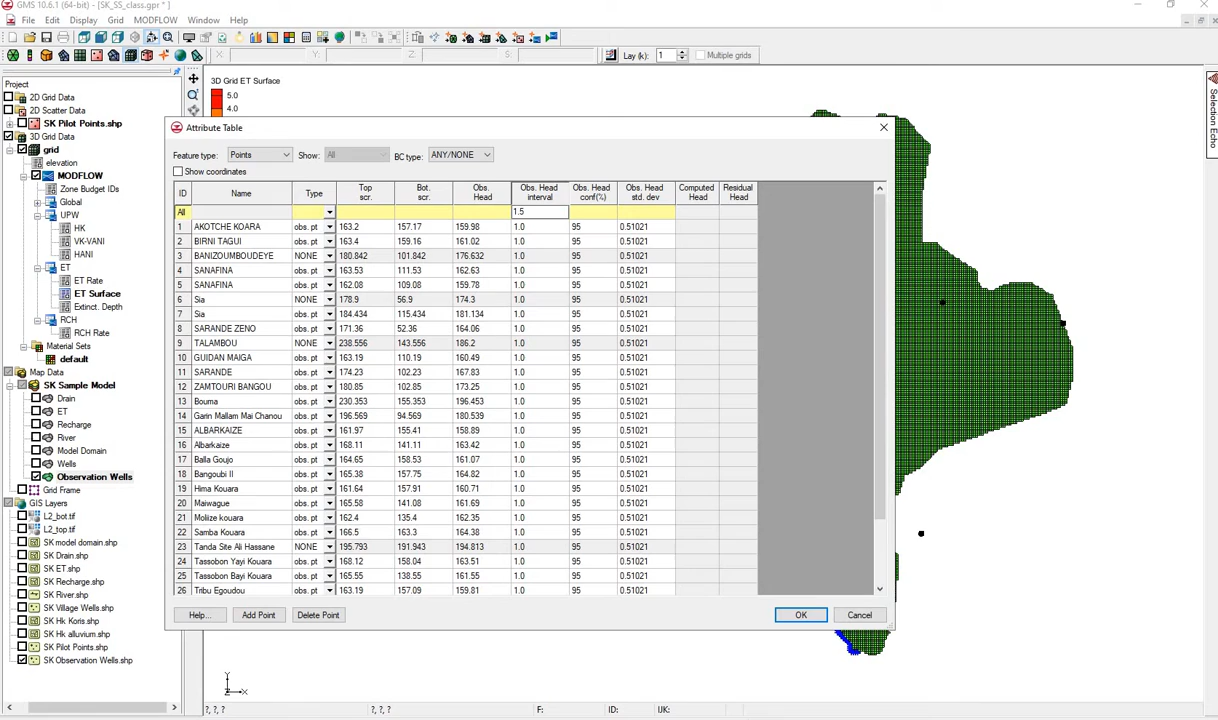 GMS 10.6.1 (64-bit) - [SK_SS_class.gpr *]
File Edit Display Grid MODFLOW Window Help
X: Y: Z: S: Lay (k): 1 Multiple grids
Project
2D Grid Data
2D Scatter Data
SK Pilot Points.shp
3D Grid Data
grid
elevation
MODFLOW
Zone Budget IDs
Global
UPW
HK
VK-VANI
HANI
ET
ET Rate
ET Surface
Extinct. Depth
RCH
RCH Rate
Material Sets
default
Map Data
SK Sample Model
Drain
ET
Recharge
River
Model Domain
Wells
Observation Wells
Grid Frame
GIS Layers
L2_bot.tif
L2_top.tif
SK model domain.shp
SK Drain.shp
SK ET.shp
SK Recharge.shp
SK River.shp
SK Village Wells.shp
SK Hk Koris.shp
SK Hk alluvium.shp
SK Pilot Points.shp
SK Observation Wells.shp
3D Grid ET Surface
5.0
4.0
Attribute Table
Feature type: Points Show: All BC type: ANY/NONE
Show coordinates
ID Name Type Top scr. Bot. scr. Obs. Head Obs. Head interval Obs. Head conf(%) Obs. Head std. dev Computed Head Residual Head
All 1.5
1 AKOTCHE KOARA obs. pt 163.2 157.17 159.98 1.0 95 0.51021
2 BIRNI TAGUI obs. pt 163.4 159.16 161.02 1.0 95 0.51021
3 BANIZOUMBOUDEYE NONE 180.842 101.842 176.632 1.0 95 0.51021
4 SANAFINA obs. pt 163.53 111.53 162.63 1.0 95 0.51021
5 SANAFINA obs. pt 162.08 109.08 159.78 1.0 95 0.51021
6 Sia NONE 178.9 56.9 174.3 1.0 95 0.51021
7 Sia obs. pt 184.434 115.434 181.134 1.0 95 0.51021
8 SARANDE ZENO obs. pt 171.36 52.36 164.06 1.0 95 0.51021
9 TALAMBOU NONE 238.556 143.556 186.2 1.0 95 0.51021
10 GUIDAN MAIGA obs. pt 163.19 110.19 160.49 1.0 95 0.51021
11 SARANDE obs. pt 174.23 102.23 167.83 1.0 95 0.51021
12 ZAMTOURI BANGOU obs. pt 180.85 102.85 173.25 1.0 95 0.51021
13 Bouma obs. pt 230.353 155.353 196.453 1.0 95 0.51021
14 Garin Mallam Mai Chanou obs. pt 196.569 94.569 180.539 1.0 95 0.51021
15 ALBARKAIZE obs. pt 161.97 155.41 158.89 1.0 95 0.51021
16 Albarkaize obs. pt 168.11 141.11 163.42 1.0 95 0.51021
17 Balla Goujo obs. pt 164.65 158.53 161.07 1.0 95 0.51021
18 Bangoubi II obs. pt 165.38 157.75 164.82 1.0 95 0.51021
19 Hima Kouara obs. pt 161.64 157.91 160.71 1.0 95 0.51021
20 Maiwague obs. pt 165.58 141.08 161.69 1.0 95 0.51021
21 Moliize kouara obs. pt 162.4 135.4 162.35 1.0 95 0.51021
22 Samba Kouara obs. pt 166.5 163.3 164.38 1.0 95 0.51021
23 Tanda Site Ali Hassane NONE 195.793 191.943 194.813 1.0 95 0.51021
24 Tassobon Yayi Kouara obs. pt 168.12 158.04 163.51 1.0 95 0.51021
25 Tassobon Bayi Kouara obs. pt 165.55 138.55 161.55 1.0 95 0.51021
26 Tribu Egoudou obs. pt 163.19 157.09 159.81 1.0 95 0.51021
Help... Add Point Delete Point OK Cancel
Selection Echo
Y
Z X
?, ?, ? ?, ?, ? F: ID: IJK: